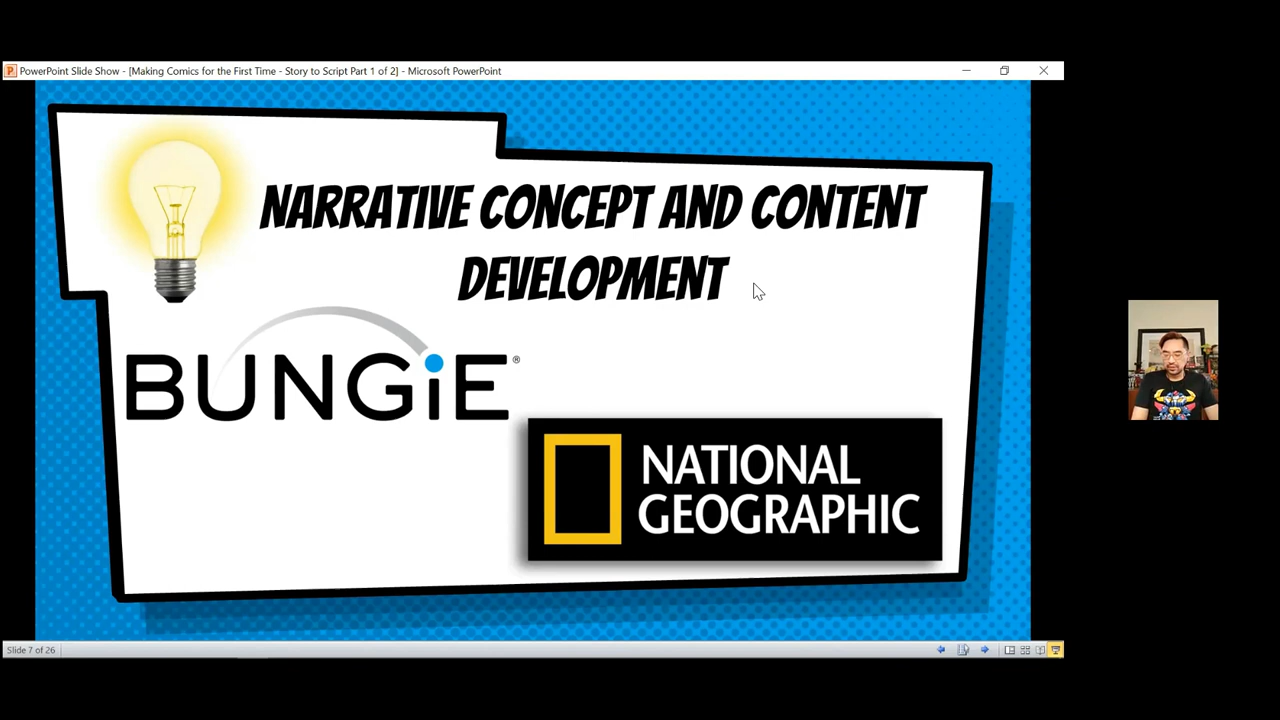 PowerPoint Slide Show - [Making Comics for the First Time - Story to Script Part 1 of 2] - Microsoft PowerPoint
NARRATIVE CONCEPT AND CONTENT
DEVELOPMENT
BUNGiE®
NATIONAL
GEOGRAPHIC
Slide 7 of 26